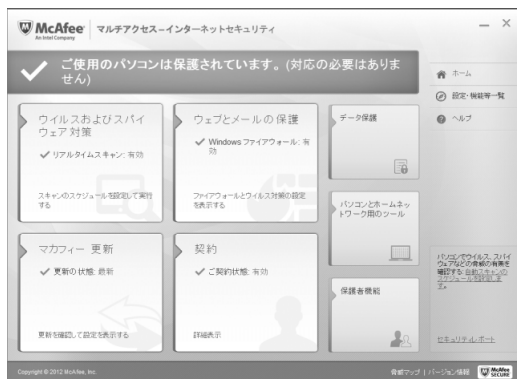 McAfee
An Intel Company
マルチアクセス-インターネットセキュリティ
ご使用のパソコンは保護されています。(対応の必要はありま
せん)
ウイルスおよびスパイ
ウェア対策
リアルタイムスキャン: 有効
スキャンのスケジュールを設定して実行
する
ウェブとメールの保護
Windows ファイアウォール: 有
効
ファイアウォールとウイルス対策の設定
を表示する
データ保護
パソコンとホームネッ
トワーク用のツール
マカフィー 更新
更新の状態: 最新
更新を確認して設定を表示する
契約
ご契約状態: 有効
詳細表示
保護者機能
ホーム
設定・機能等一覧
ヘルプ
パソコンでウイルス、スパイ
ウェアなどの脅威の有無を
確認する: 自動スキャンの
スケジュールを設定しま
す。
セキュリティレポート
Copyright © 2012 McAfee, Inc.
脅威マップ | バージョン情報
McAfee
SECURE